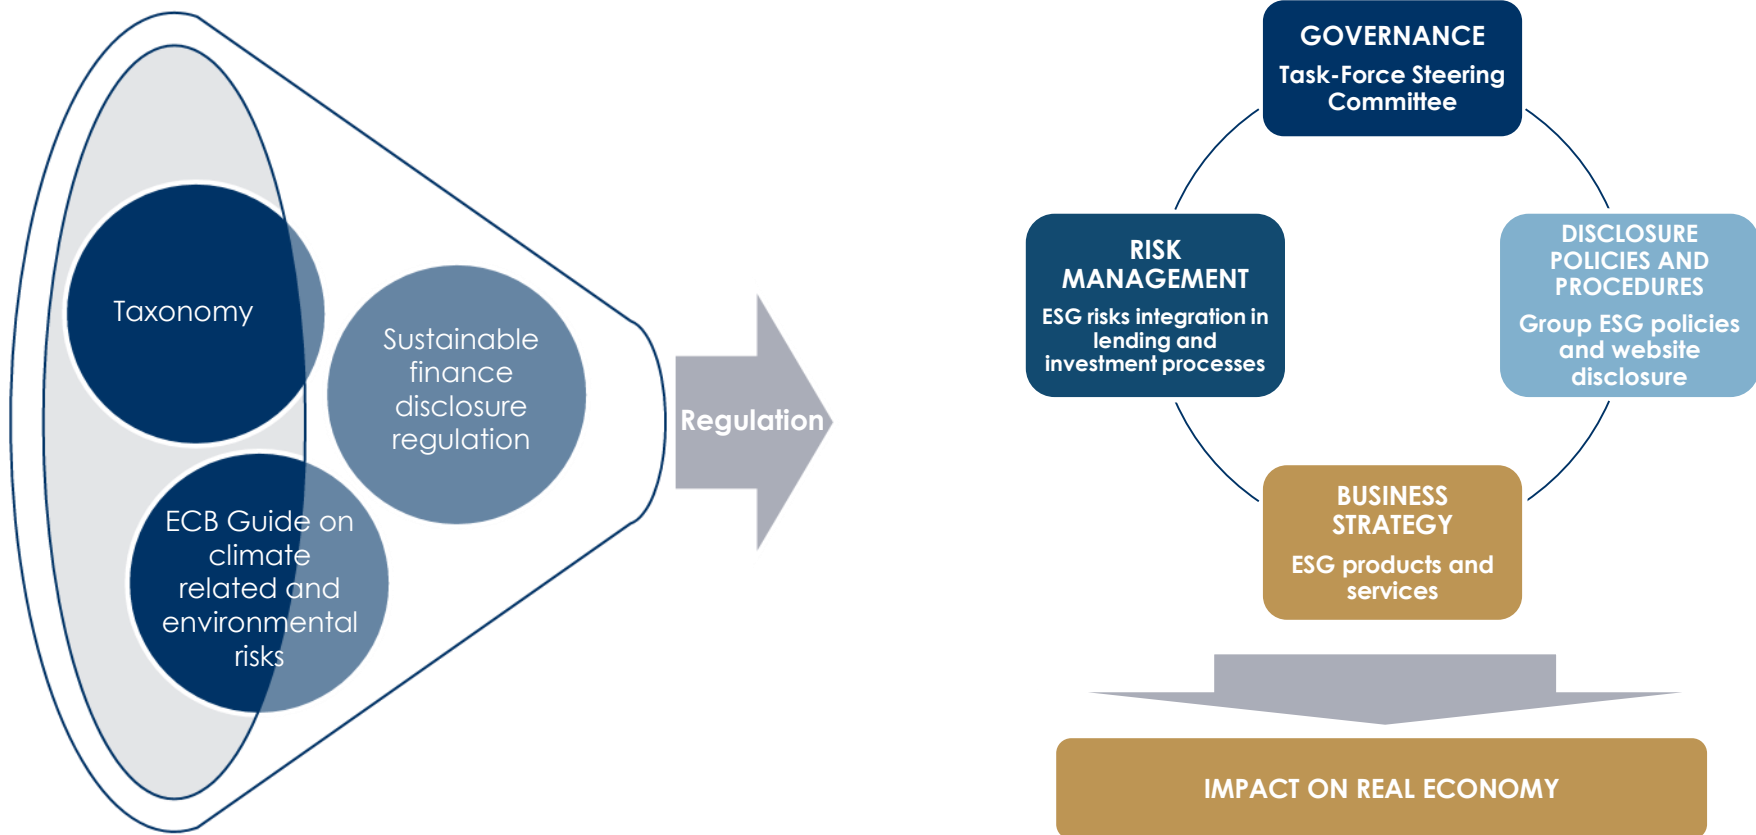 Taxonomy
Sustainable
finance
disclosure
regulation
ECB Guide on
climate
related and
environmental
risks
Regulation
GOVERNANCE
Task-Force Steering
Committee
RISK
MANAGEMENT
ESG risks integration in
lending and
investment processes
DISCLOSURE
POLICIES AND
PROCEDURES
Group ESG policies
and website
disclosure
BUSINESS
STRATEGY
ESG products and
services
IMPACT ON REAL ECONOMY